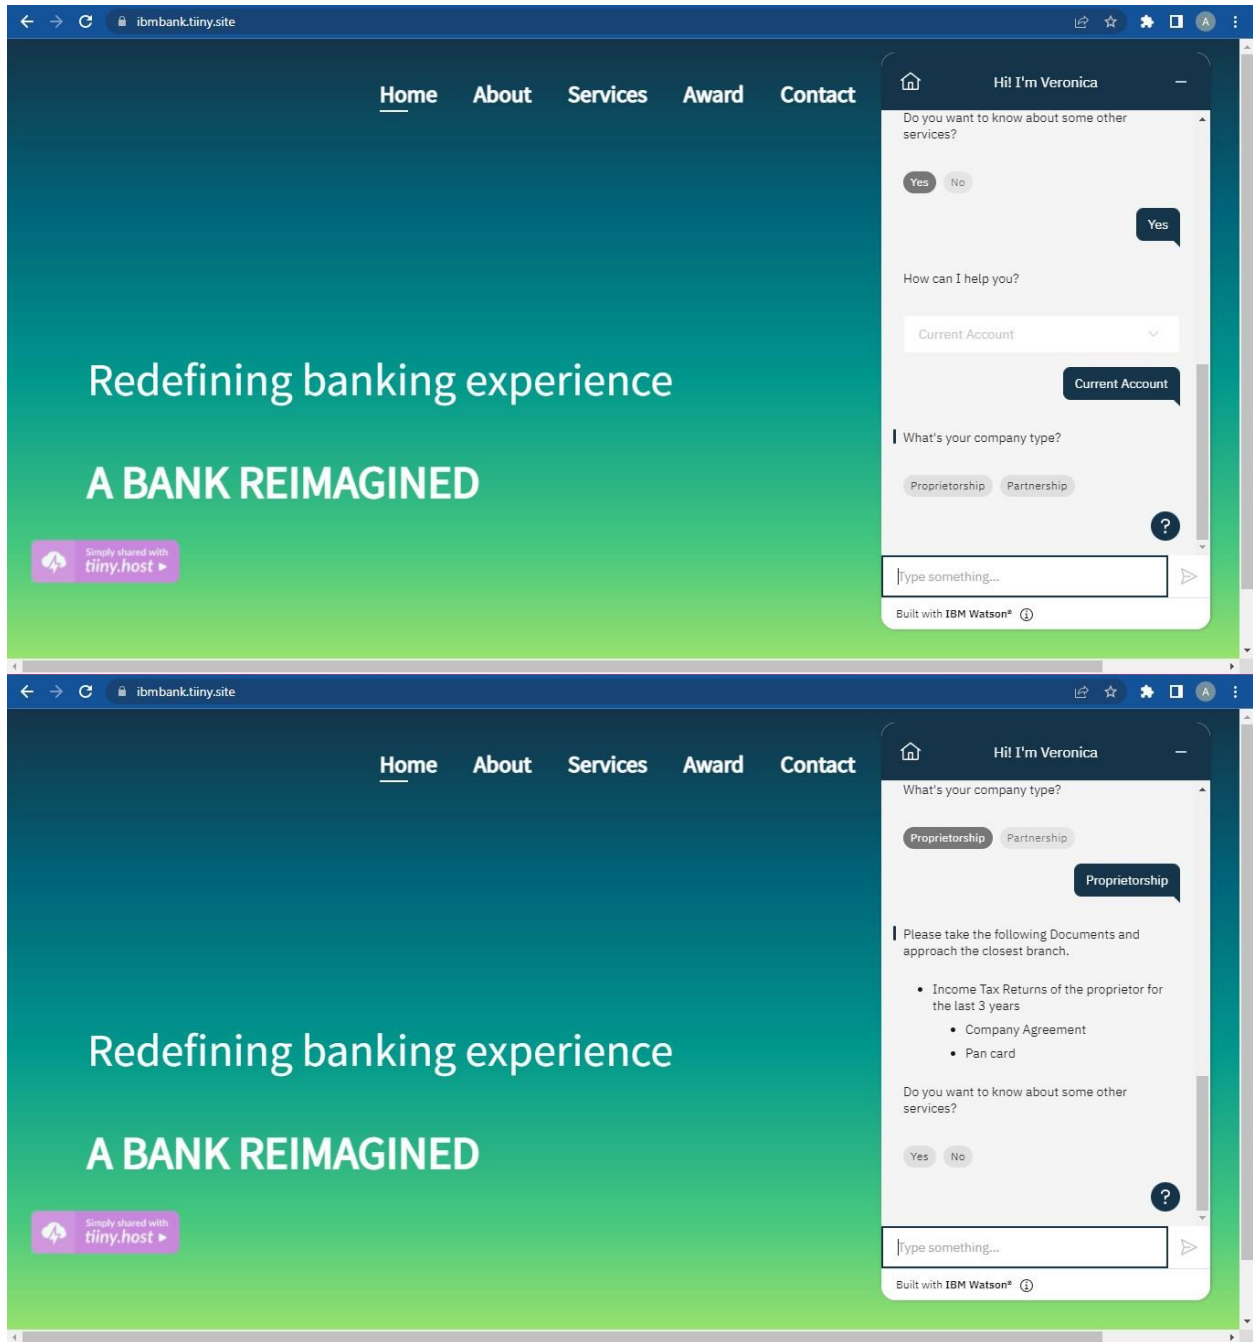 ibmbank.tiiny.site
A
Home About Services Award Contact
Redefining banking experience
A BANK REIMAGINED
Simply shared with
tiiny.host
Hi! I'm Veronica
Do you want to know about some other
services?
Yes No
Yes
How can I help you?
Current Account
Current Account
What's your company type?
Proprietorship Partnership
?
Type something...
Built with IBM Watson®
ibmbank.tiiny.site
A
Home About Services Award Contact
Redefining banking experience
A BANK REIMAGINED
Simply shared with
tiiny.host
Hi! I'm Veronica
What's your company type?
Proprietorship Partnership
Proprietorship
Please take the following Documents and
approach the closest branch.
• Income Tax Returns of the proprietor for
the last 3 years
• Company Agreement
• Pan card
Do you want to know about some other
services?
Yes No
?
Type something...
Built with IBM Watson®